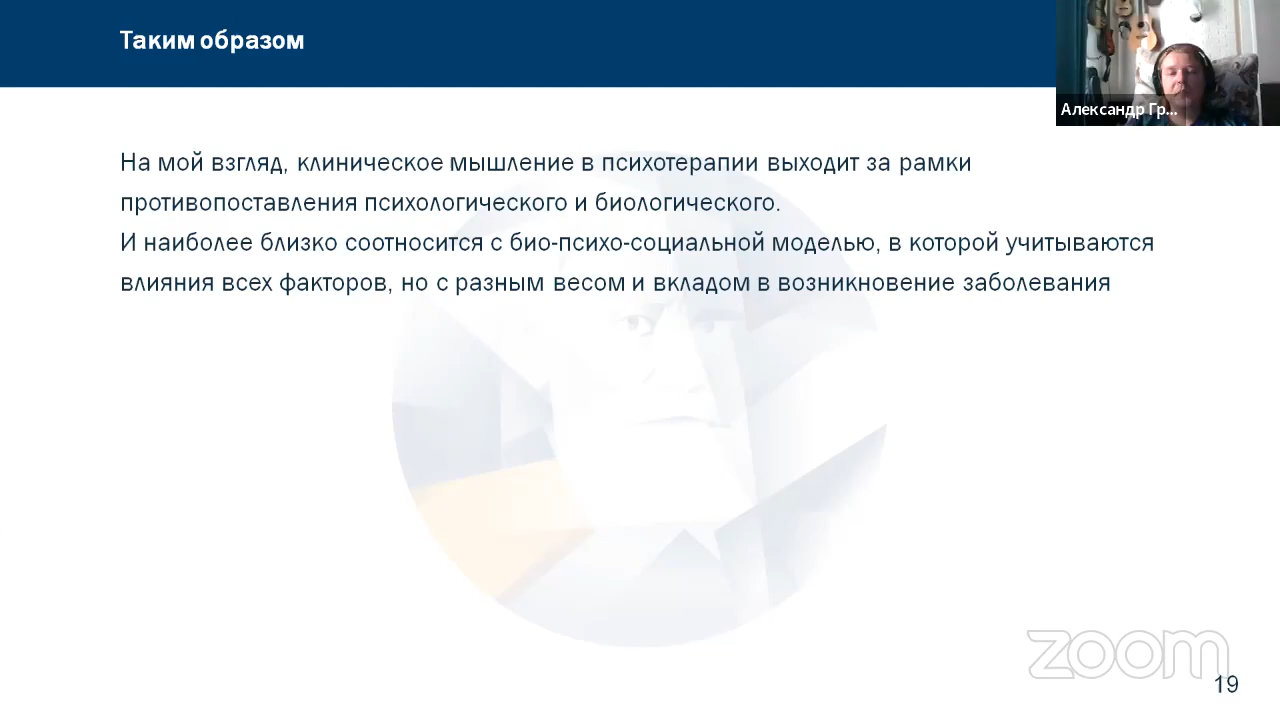 Таким образом
Александр Гр...
На мой взгляд, клиническое мышление в психотерапии выходит за рамки
противопоставления психологического и биологического.
И наиболее близко соотносится с био-психо-социальной моделью, в которой учитываются
влияния всех факторов, но с разным весом и вкладом в возникновение заболевания
zoom
19